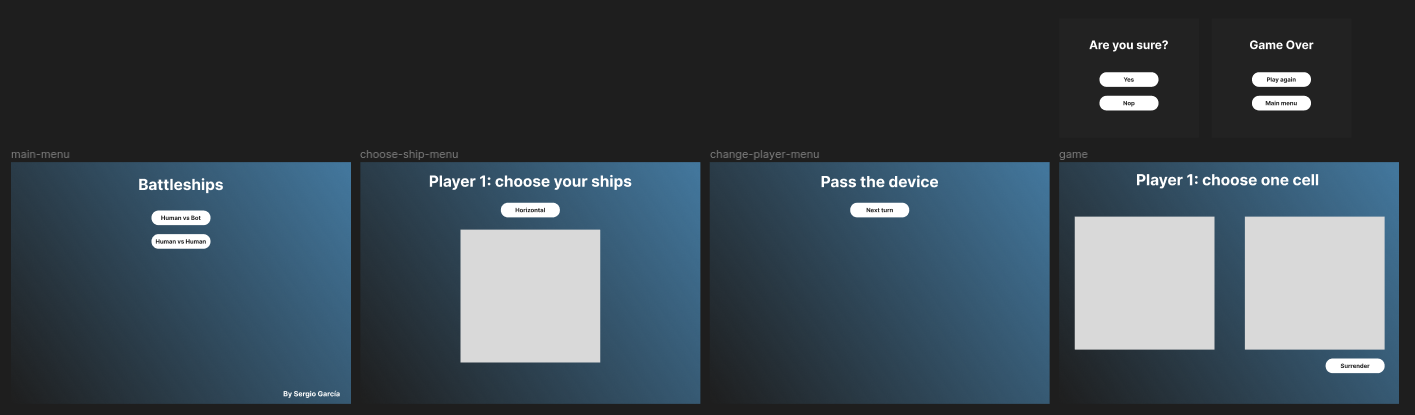 Are you sure?
Yes
Nop
Game Over
Play again
Main menu
main-menu
Battleships
Human vs Bot
Human vs Human
By Sergio García
choose-ship-menu
Player 1: choose your ships
Horizontal
change-player-menu
Pass the device
Next turn
game
Player 1: choose one cell
Surrender